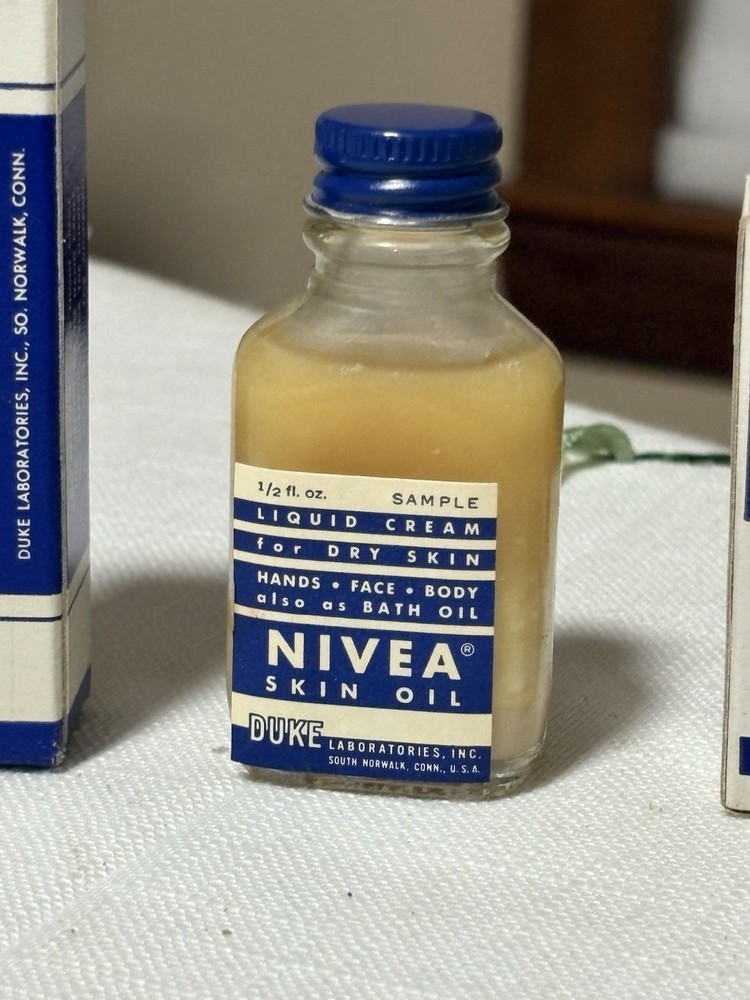 DUKE LABORATORIES, INC., SO. NORWALK, CONN.
1/2 fl. oz. SAMPLE
LIQUID CREAM
for DRY SKIN
HANDS • FACE • BODY
also as BATH OIL
NIVEA®
SKIN OIL
DUKE LABORATORIES, INC.
SOUTH NORWALK, CONN., U.S.A.